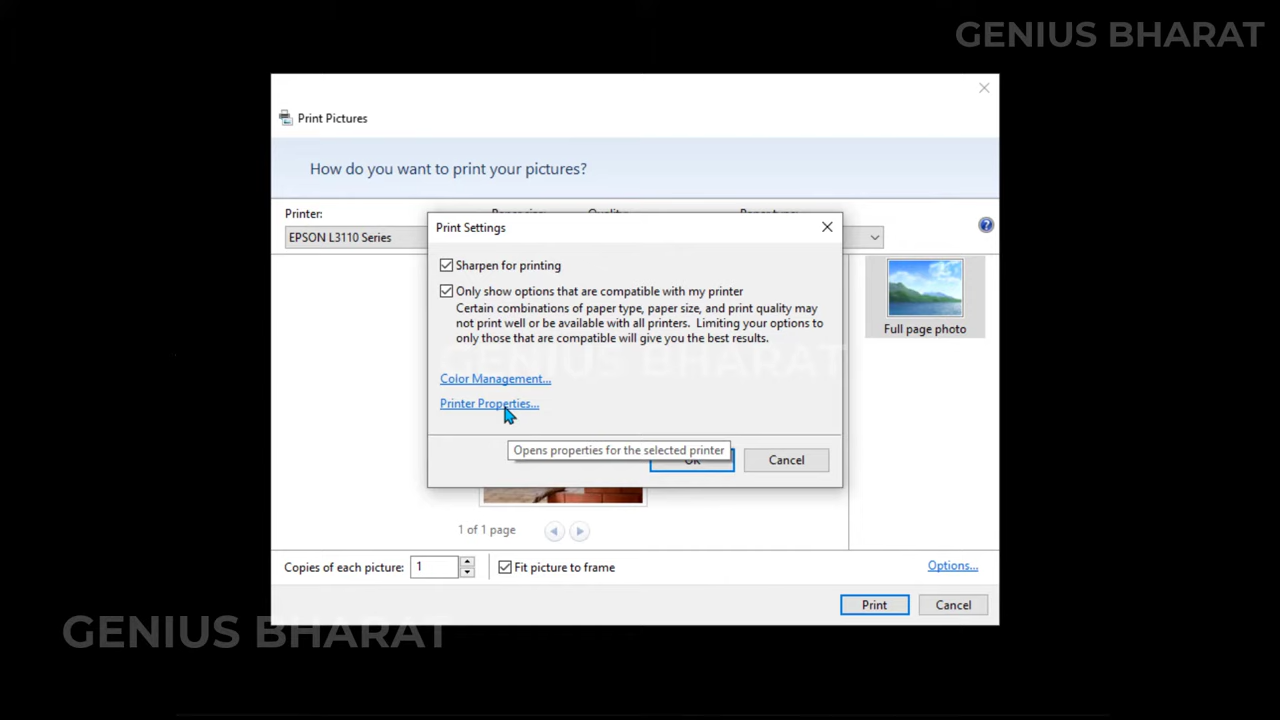 GENIUS BHARAT
Print Pictures
How do you want to print your pictures?
Printer:
EPSON L3110 Series
Print Settings
Sharpen for printing
Only show options that are compatible with my printer
Certain combinations of paper type, paper size, and print quality may
not print well or be available with all printers. Limiting your options to
only those that are compatible will give you the best results.
GENIUS BHARAT
Color Management...
Printer Properties...
Opens properties for the selected printer
Cancel
Full page photo
1 of 1 page
Copies of each picture: 1
Fit picture to frame
Options...
Print Cancel
GENIUS BHARAT